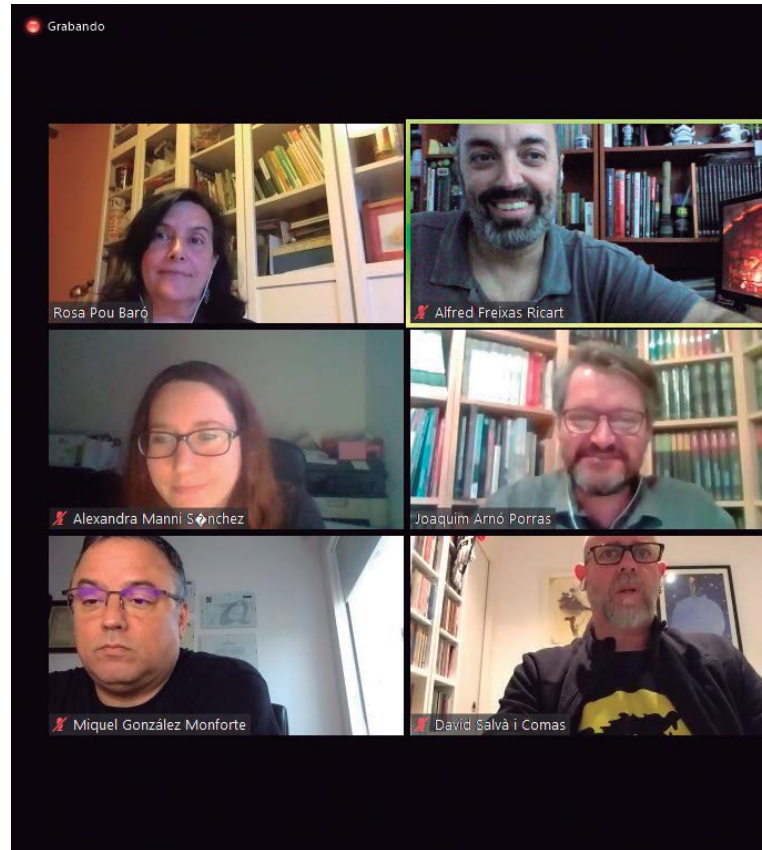 Grabando
Rosa Pou Baró
Alfred Freixas Ricart
Alexandra Manni S�nchez
Joaquim Arnó Porras
Miquel González Monforte
David Salvà i Comas